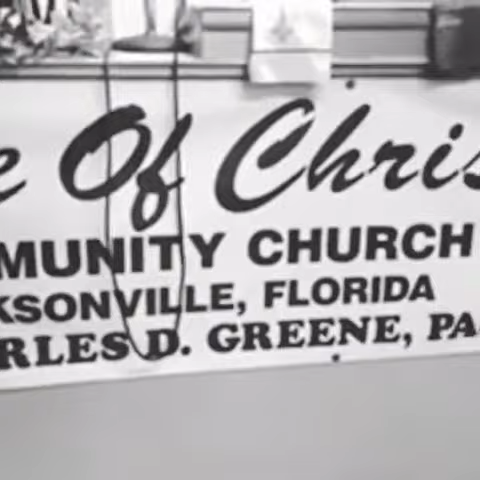 e Of Chris
MUNITY CHURCH
KSONVILLE, FLORIDA
RLES D. GREENE, PA